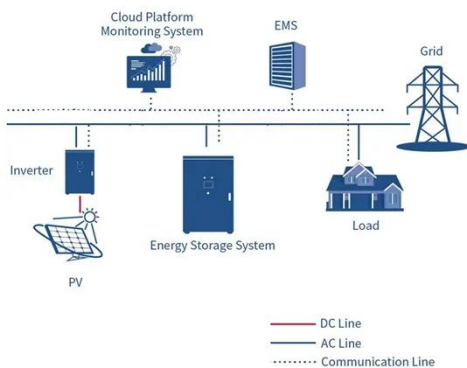 Cloud Platform
Monitoring System
EMS
Grid
Inverter
Energy Storage System
Load
PV
DC Line
AC Line
Communication Line